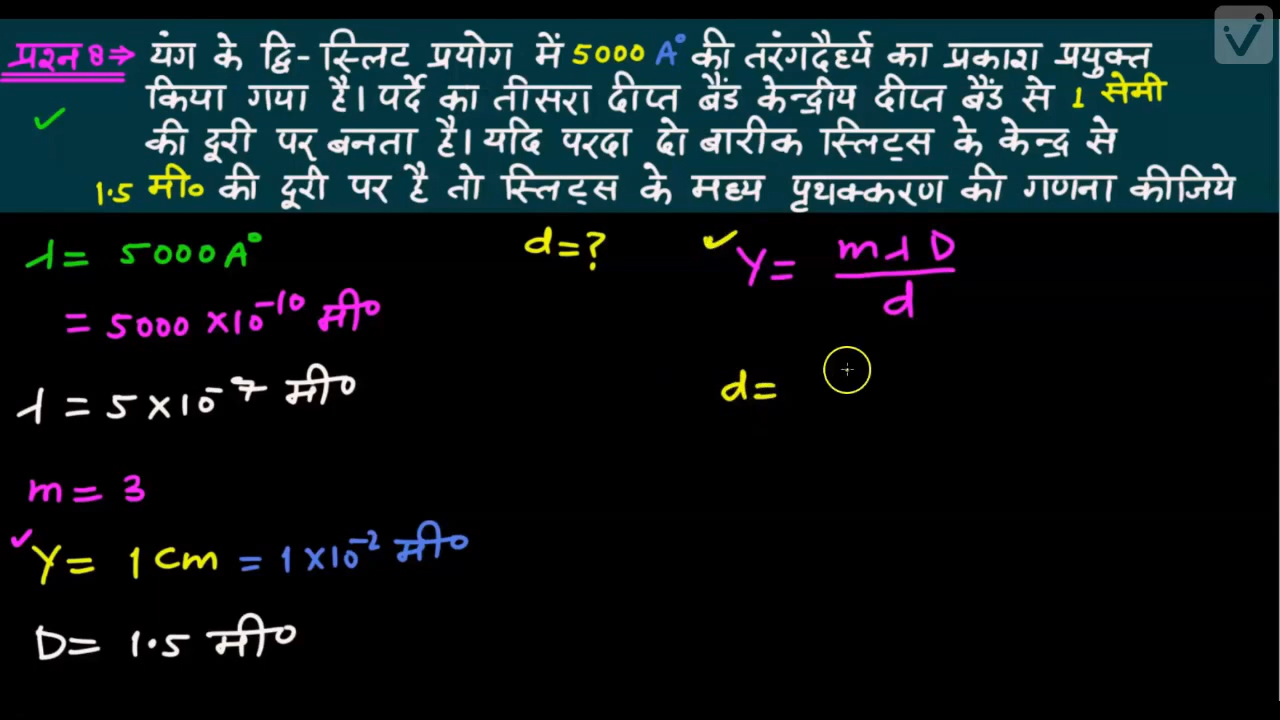 प्रश्न 8⇒ यंग के द्वि-स्लिट प्रयोग में 5000 A° की तरंगदैर्ध्य का प्रकाश प्रयुक्त
किया गया है। पर्दे का तीसरा दीप्त बैंड केन्द्रीय दीप्त बैंड से 1 सेमी
की दूरी पर बनता है। यदि परदा दो बारीक स्लिट्स के केन्द्र से
1.5 मी० की दूरी पर है तो स्लिट्स के मध्य पृथक्करण की गणना कीजिये
λ = 5000 A°
= 5000 × 10⁻¹⁰ मी०
λ = 5 × 10⁻⁷ मी०
m = 3
Y = 1 Cm = 1 × 10⁻² मी०
D = 1.5 मी०
d = ?
Y = mλD / d
d =